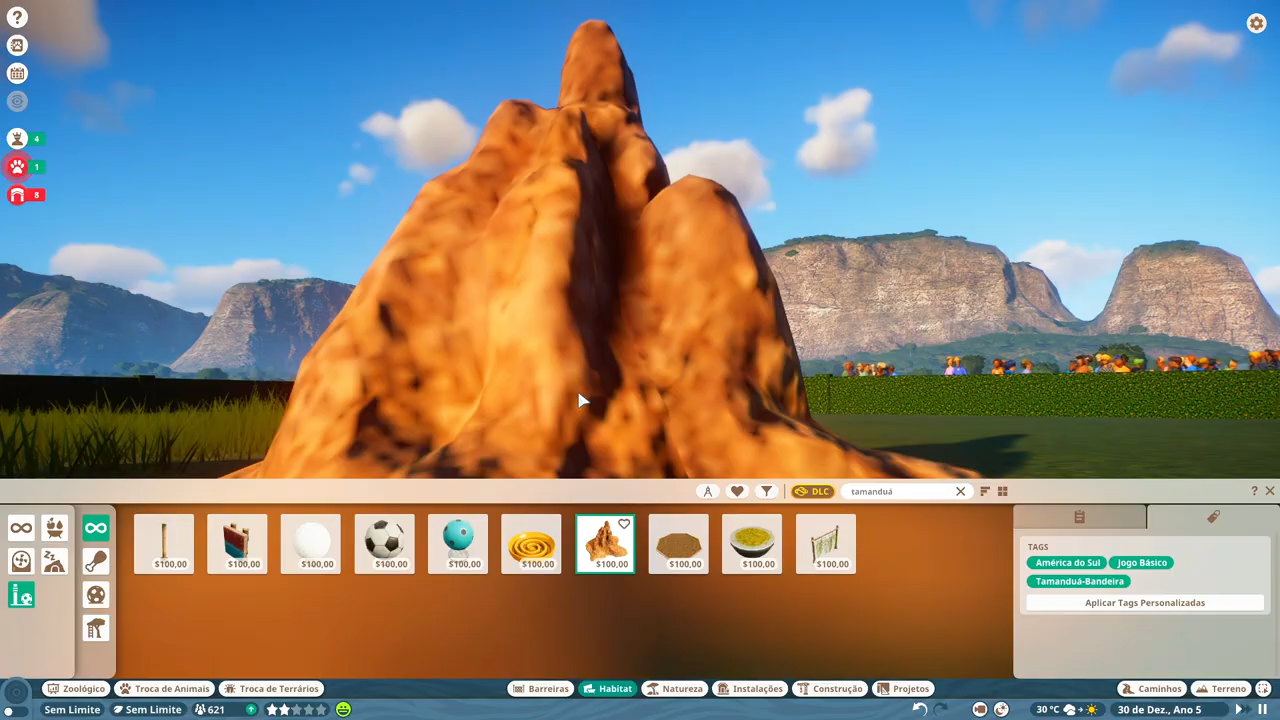 ?
4
1
8
DLC
tamanduá
?
$100,00 $100,00 $100,00 $100,00 $100,00 $100,00 $100,00 $100,00 $100,00 $100,00
TAGS
América do Sul Jogo Básico
Tamanduá-Bandeira
Aplicar Tags Personalizadas
Zoológico Troca de Animais Troca de Terrários Barreiras Habitat Natureza Instalações Construção Projetos Caminhos Terreno
Sem Limite Sem Limite 621 30 °C 30 de Dez., Ano 5